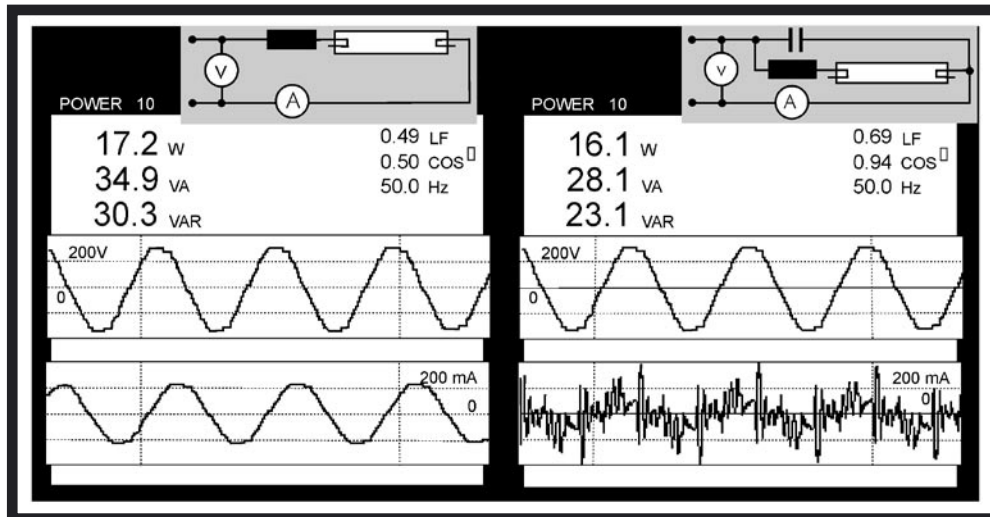 V
A
POWER 10
17.2 W
34.9 VA
30.3 VAR
0.49 LF
0.50 COS▯
50.0 Hz
200V
0
200 mA
0
V
A
POWER 10
16.1 W
28.1 VA
23.1 VAR
0.69 LF
0.94 COS▯
50.0 Hz
200V
0
200 mA
0